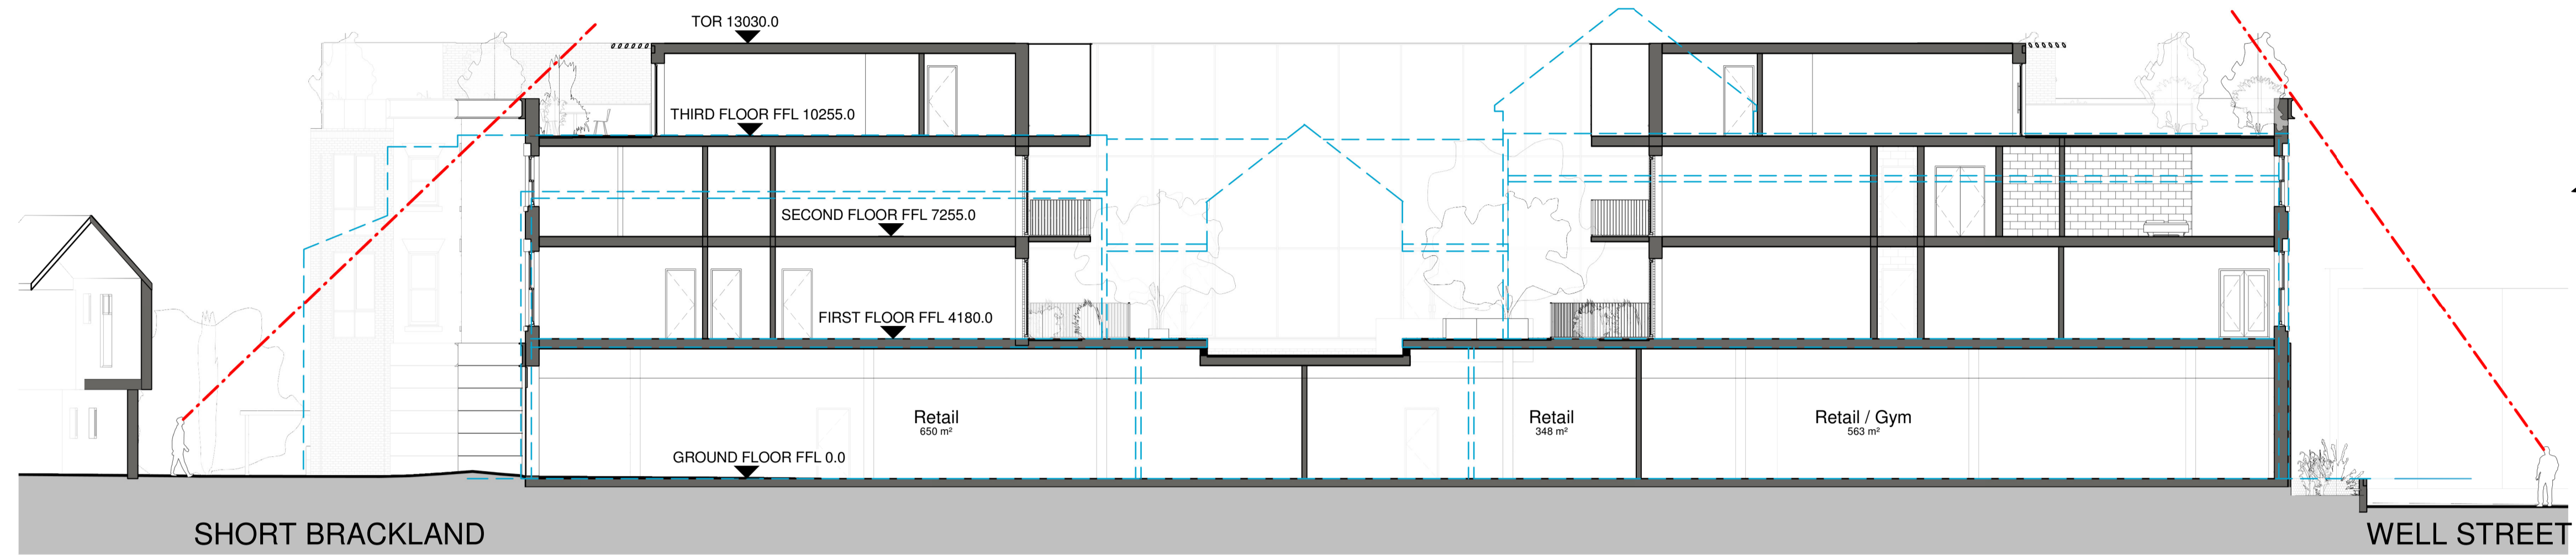 TOR 13030.0
THIRD FLOOR FFL 10255.0
SECOND FLOOR FFL 7255.0
FIRST FLOOR FFL 4180.0
Retail
650 m²
Retail
348 m²
Retail / Gym
563 m²
GROUND FLOOR FFL 0.0
SHORT BRACKLAND
WELL STREET